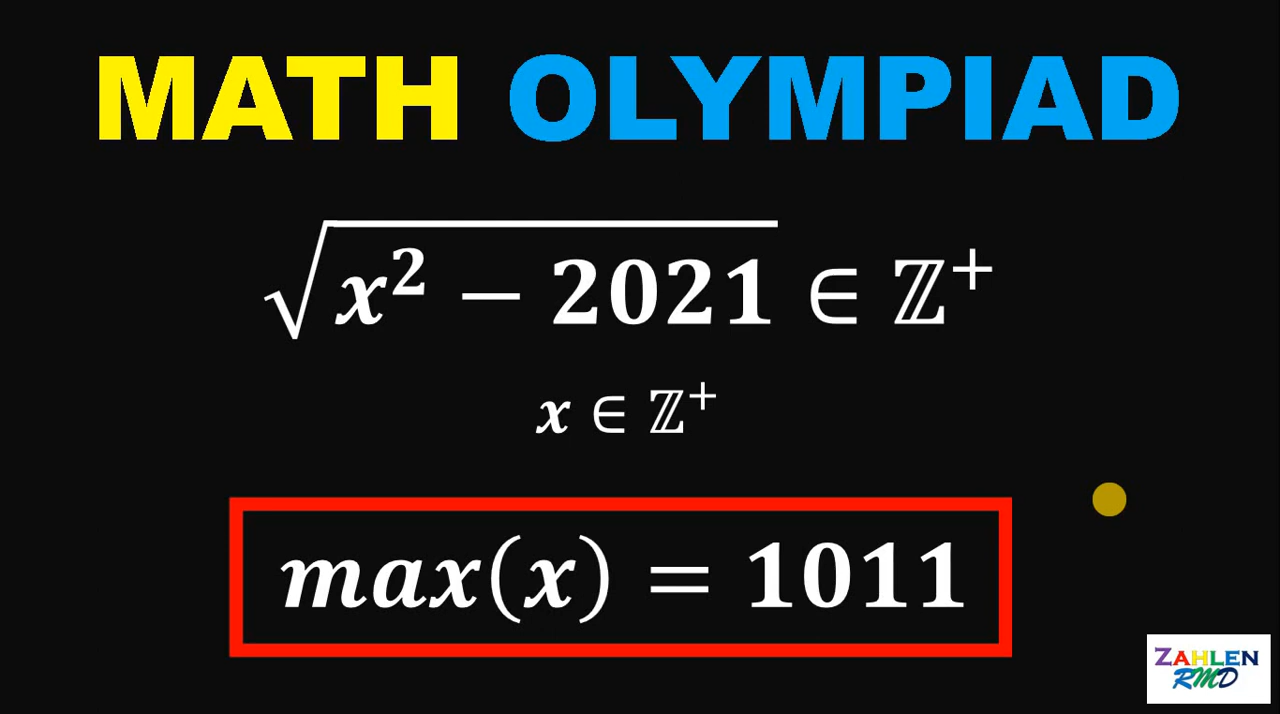 MATH OLYMPIAD
√x² − 2021 ∈ ℤ⁺
x ∈ ℤ⁺
max(x) = 1011
ZAHLEN
RMD